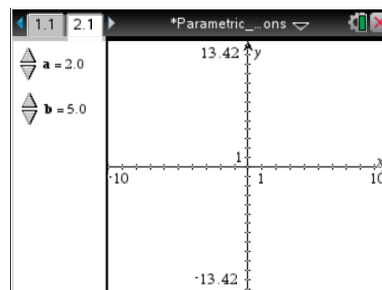 1.1 2.1 *Parametric_...ons
a = 2.0
b = 5.0
13.42 y
1
x
-10 1 10
-13.42